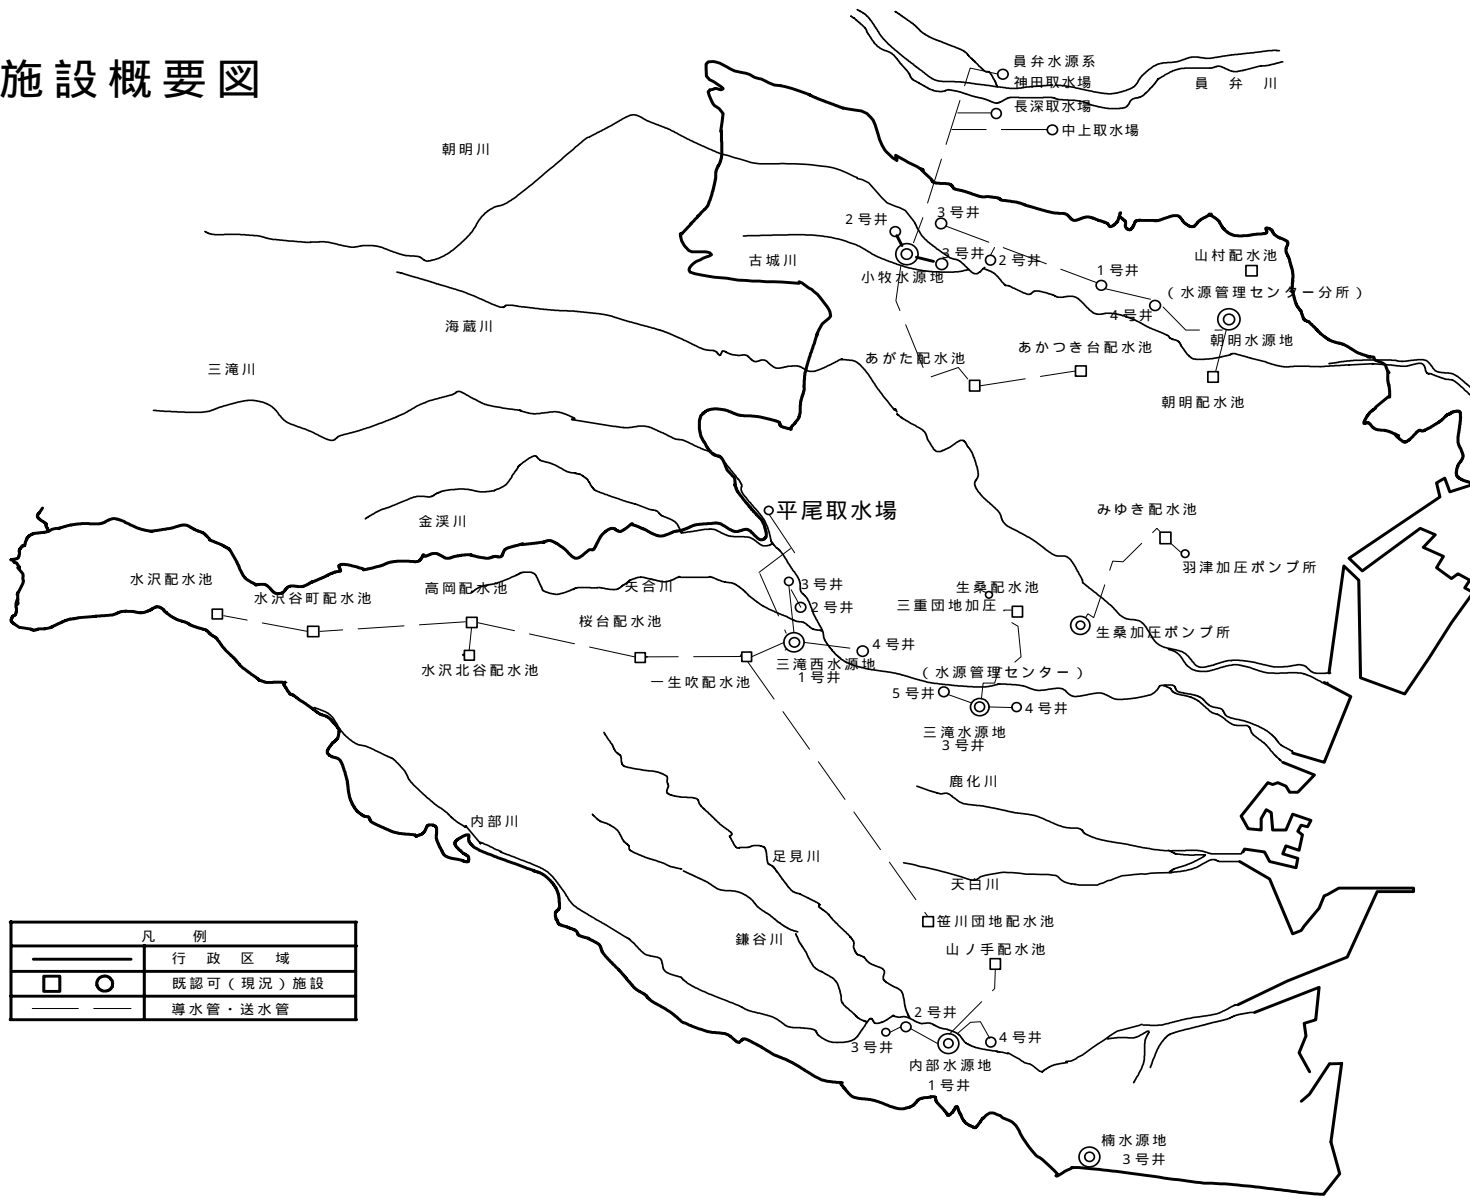 施設概要図
員弁水源系
神田取水場
員弁川
長深取水場
中上取水場
朝明川
2号井
3号井
古城川
3号井
2号井
小牧水源地
山村配水池
1号井
(水源管理センター分所)
4号井
朝明水源地
海蔵川
あがた配水池
あかつき台配水池
三滝川
朝明配水池
平尾取水場
みゆき配水池
金渓川
羽津加圧ポンプ所
水沢配水池
水沢谷町配水池
高岡配水池
矢合川
3号井
2号井
生桑配水池
三重団地加圧
桜台配水池
生桑加圧ポンプ所
4号井
水沢北谷配水池
三滝西水源地
1号井
一生吹配水池
(水源管理センター)
5号井
4号井
三滝水源地
3号井
鹿化川
内部川
足見川
天白川
笹川団地配水池
鎌谷川
山ノ手配水池
凡例
行政区域
既認可(現況)施設
導水管・送水管
2号井
3号井
4号井
内部水源地
1号井
楠水源地
3号井